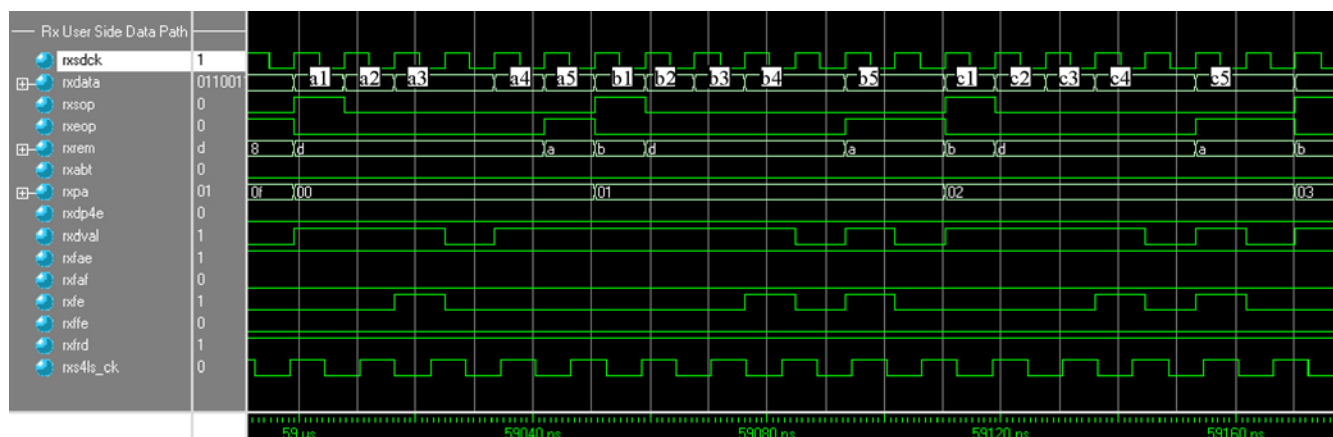 Rx User Side Data Path
rxsdck 1
rxdata 011001 a1 a2 a3 a4 a5 b1 b2 b3 b4 b5 c1 c2 c3 c4 c5
rxsop 0
rxeop 0
rxrem d 8 d a b d a b d a b
rxabt 0
rxpa 01 0f 00 01 02 03
rxdp4e 0
rxdval 1
rxfae 1
rxfaf 0
rxfe 1
rxffe 0
rxfrd 1
rxs4ls_ck 0
59 us 59040 ns 59080 ns 59120 ns 59160 ns